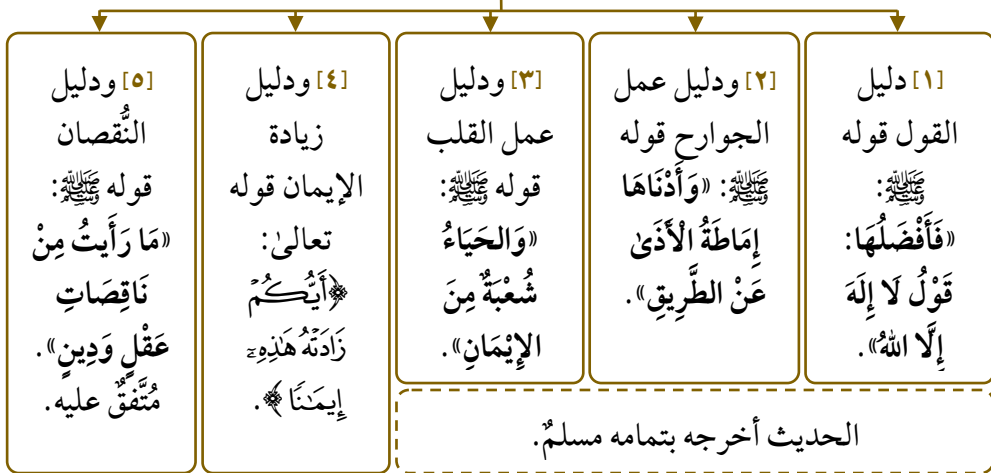 [١] دليل
القول قوله
ﷺ:
«فَأَفْضَلُهَا:
قَوْلُ لَا إِلَهَ
إِلَّا اللهُ».
[٢] ودليل عمل
الجوارح قوله
ﷺ: «وَأَدْنَاهَا
إِمَاطَةُ الْأَذَىٰ
عَنْ الطَّرِيقِ».
[٣] ودليل
عمل القلب
قوله ﷺ:
«وَالحَيَاءُ
شُعْبَةٌ مِنَ
الإِيْمَانِ».
[٤] ودليل
زيادة
الإيمان قوله
تعالىٰ:
﴿أَيُّكُمۡ
زَادَتۡهُ هَٰذِهِۦٓ
إِيمَٰنٗا﴾.
[٥] ودليل
النُّقصان
قوله ﷺ:
«مَا رَأَيتُ مِنْ
نَاقِصَاتِ
عَقْلٍ وَدِينٍ».
مُتَّفقٌ عليه.
الحديث أخرجه بتمامه مسلمٌ.